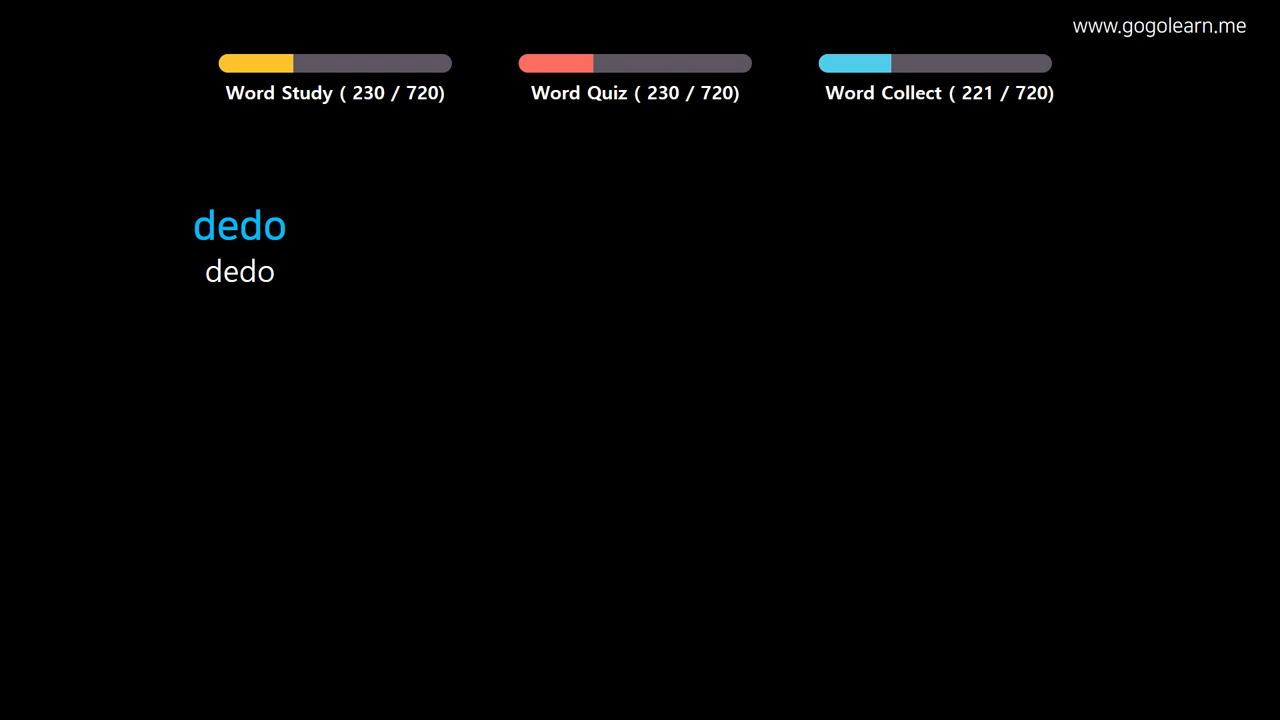 www.gogolearn.me
Word Study ( 230 / 720)
Word Quiz ( 230 / 720)
Word Collect ( 221 / 720)
dedo
dedo